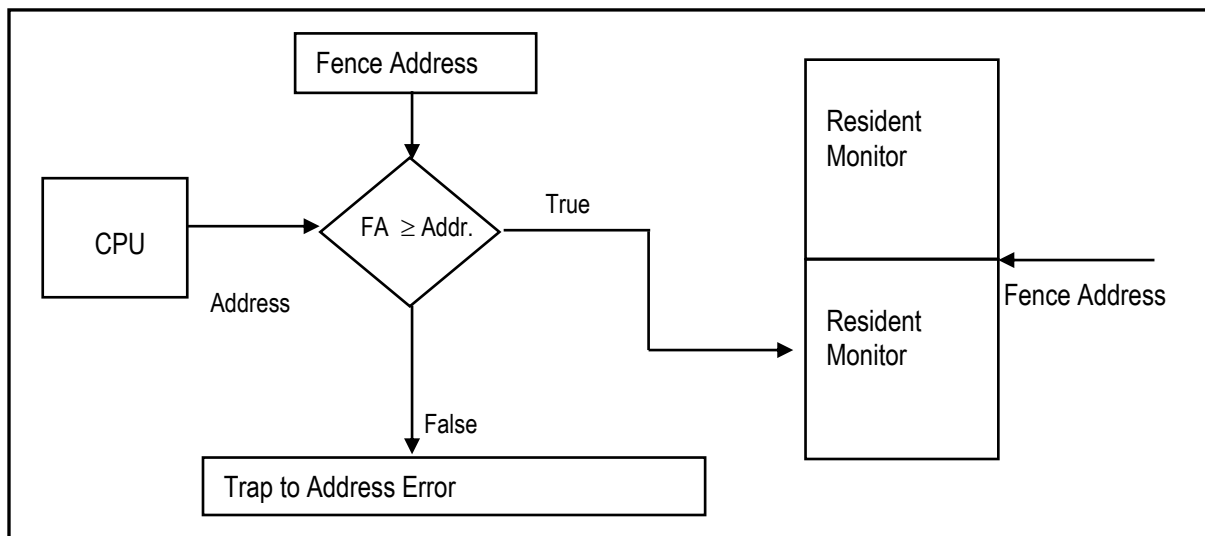 Fence Address
Resident
Monitor
True
FA ≥ Addr.
CPU
Address
Fence Address
Resident
Monitor
False
Trap to Address Error